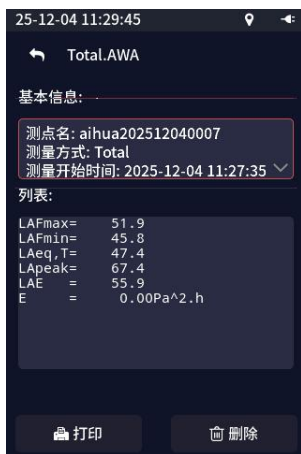 25-12-04 11:29:45
Total.AWA
基本信息:
测点名: aihua202512040007
测量方式: Total
测量开始时间: 2025-12-04 11:27:35
列表:
LAFmax= 51.9
LAFmin= 45.8
LAeq,T= 47.4
LApeak= 67.4
LAE = 55.9
E = 0.00Pa^2.h
打印
删除